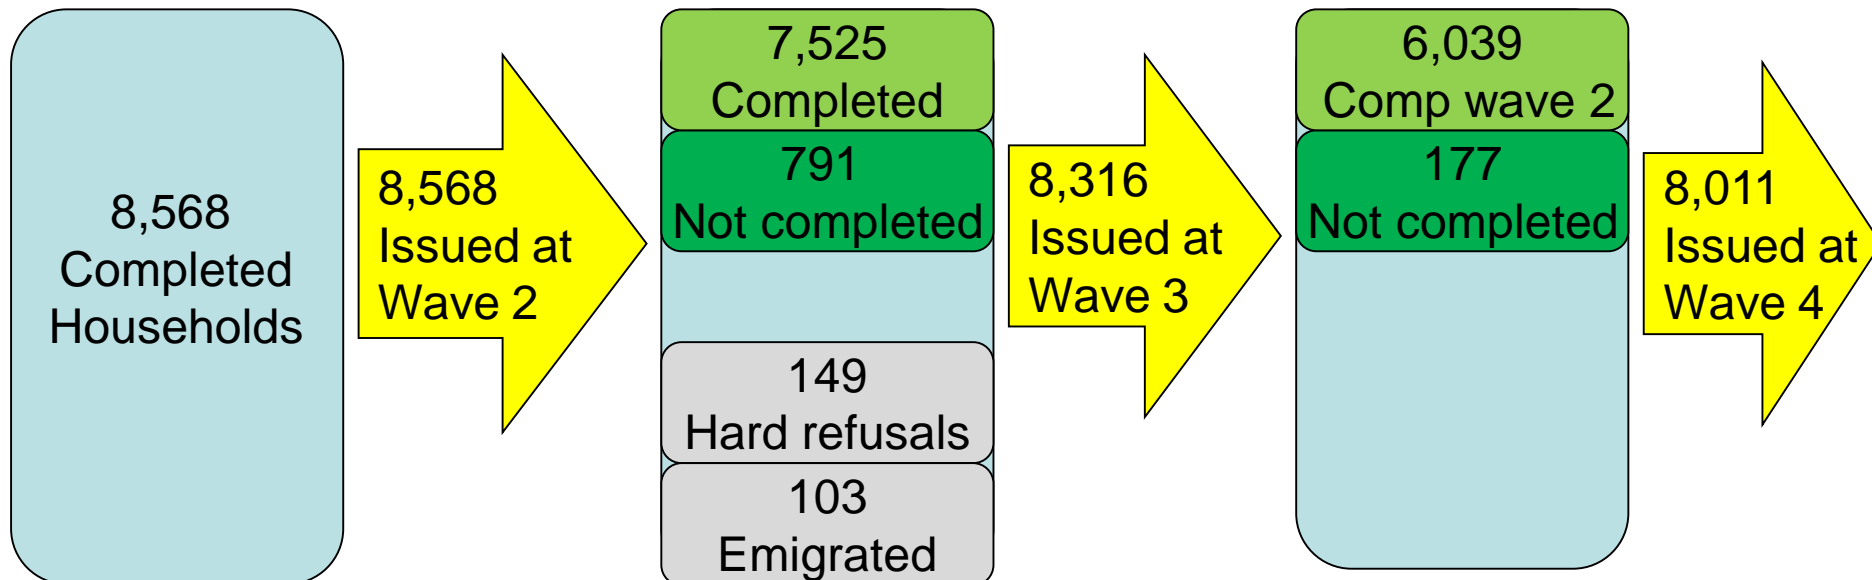 8,568
Completed
Households
8,568
Issued at
Wave 2
7,525
Completed
791
Not completed
149
Hard refusals
103
Emigrated
8,316
Issued at
Wave 3
6,039
Comp wave 2
177
Not completed
8,011
Issued at
Wave 4